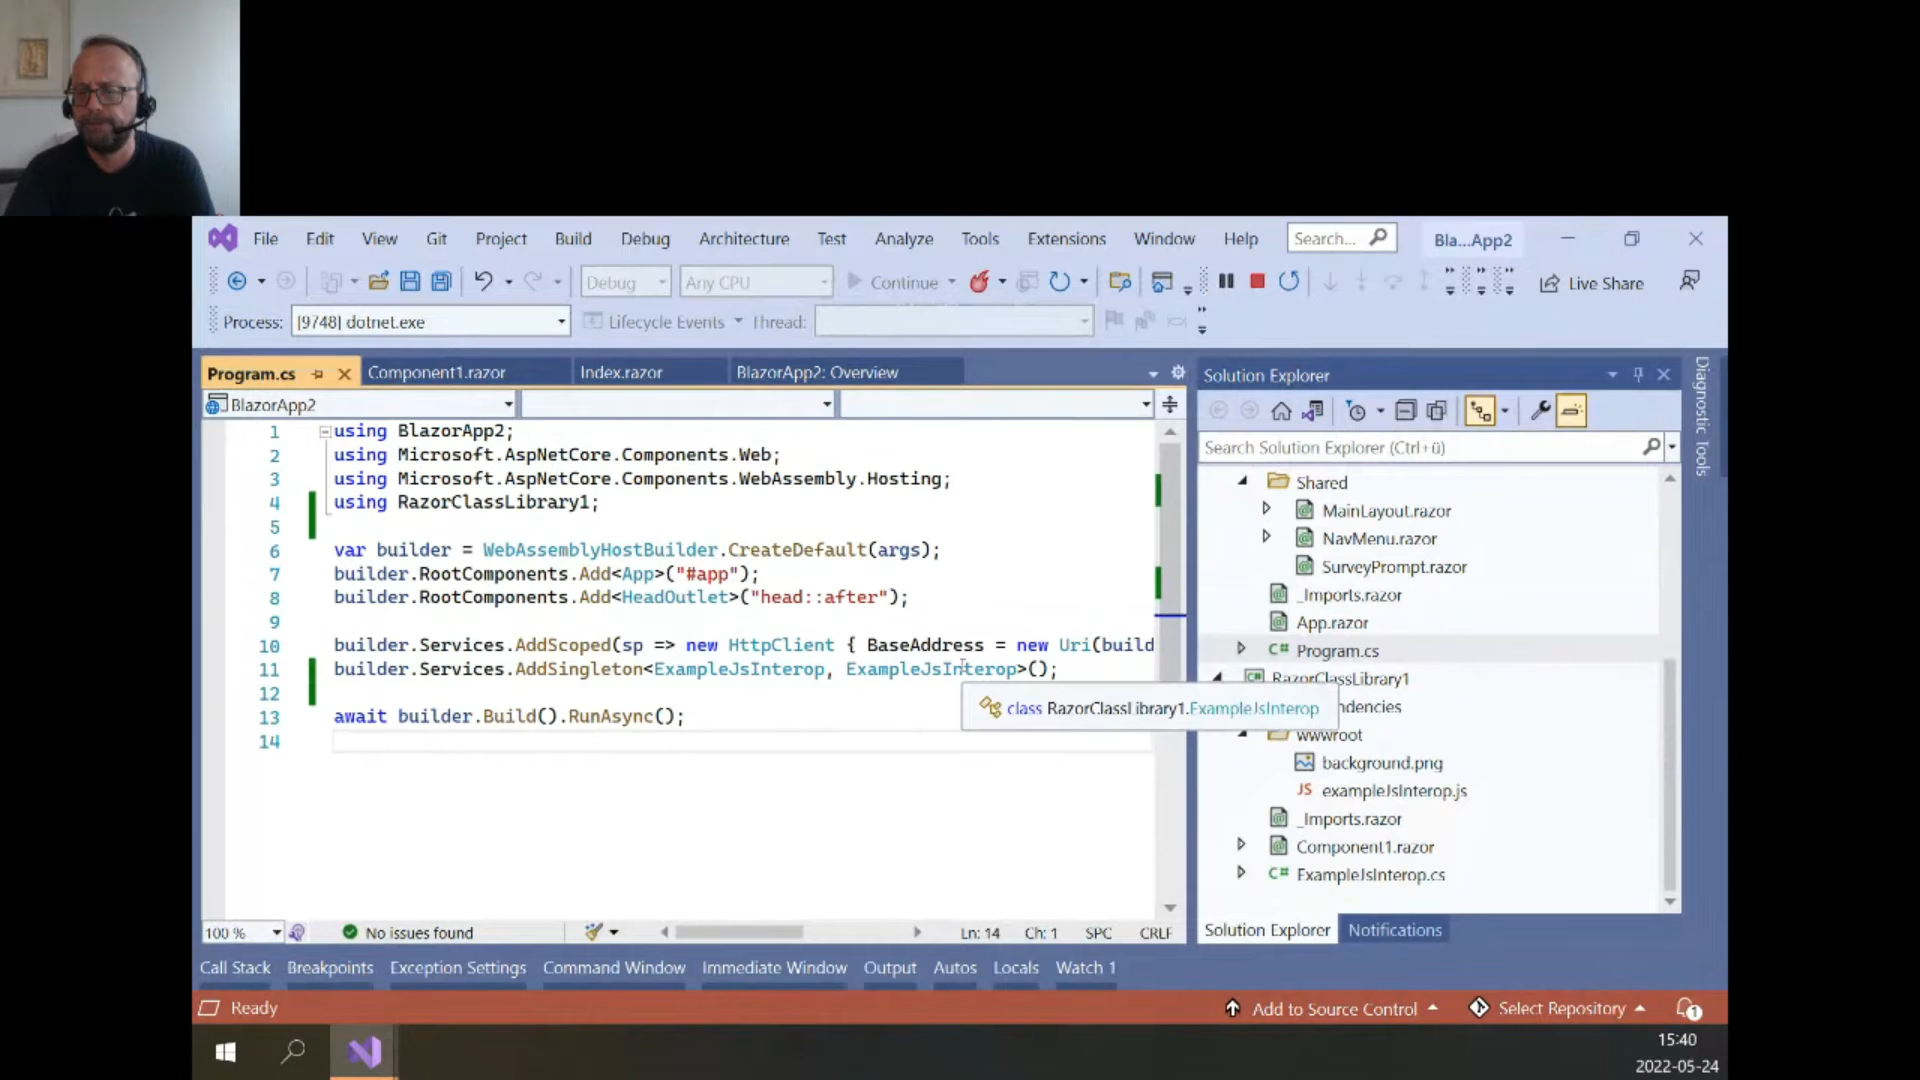 File Edit View Git Project Build Debug Architecture Test Analyze Tools Extensions Window Help Search... Bla...App2
Debug Any CPU Continue Live Share
Process: [9748] dotnet.exe Lifecycle Events Thread:
Program.cs Component1.razor Index.razor BlazorApp2: Overview
BlazorApp2
1 using BlazorApp2;
2 using Microsoft.AspNetCore.Components.Web;
3 using Microsoft.AspNetCore.Components.WebAssembly.Hosting;
4 using RazorClassLibrary1;
5
6 var builder = WebAssemblyHostBuilder.CreateDefault(args);
7 builder.RootComponents.Add<App>("#app");
8 builder.RootComponents.Add<HeadOutlet>("head::after");
9
10 builder.Services.AddScoped(sp => new HttpClient { BaseAddress = new Uri(build
11 builder.Services.AddSingleton<ExampleJsInterop, ExampleJsInterop>();
12
13 await builder.Build().RunAsync();
14
class RazorClassLibrary1.ExampleJsInterop
100 % No issues found Ln: 14 Ch: 1 SPC CRLF
Solution Explorer
Search Solution Explorer (Ctrl+ü)
Shared
MainLayout.razor
NavMenu.razor
SurveyPrompt.razor
_Imports.razor
App.razor
C# Program.cs
RazorClassLibrary1
ndencies
wwwroot
background.png
JS exampleJsInterop.js
_Imports.razor
Component1.razor
C# ExampleJsInterop.cs
Solution Explorer Notifications
Diagnostic Tools
Call Stack Breakpoints Exception Settings Command Window Immediate Window Output Autos Locals Watch 1
Ready Add to Source Control Select Repository 1
15:40
2022-05-24